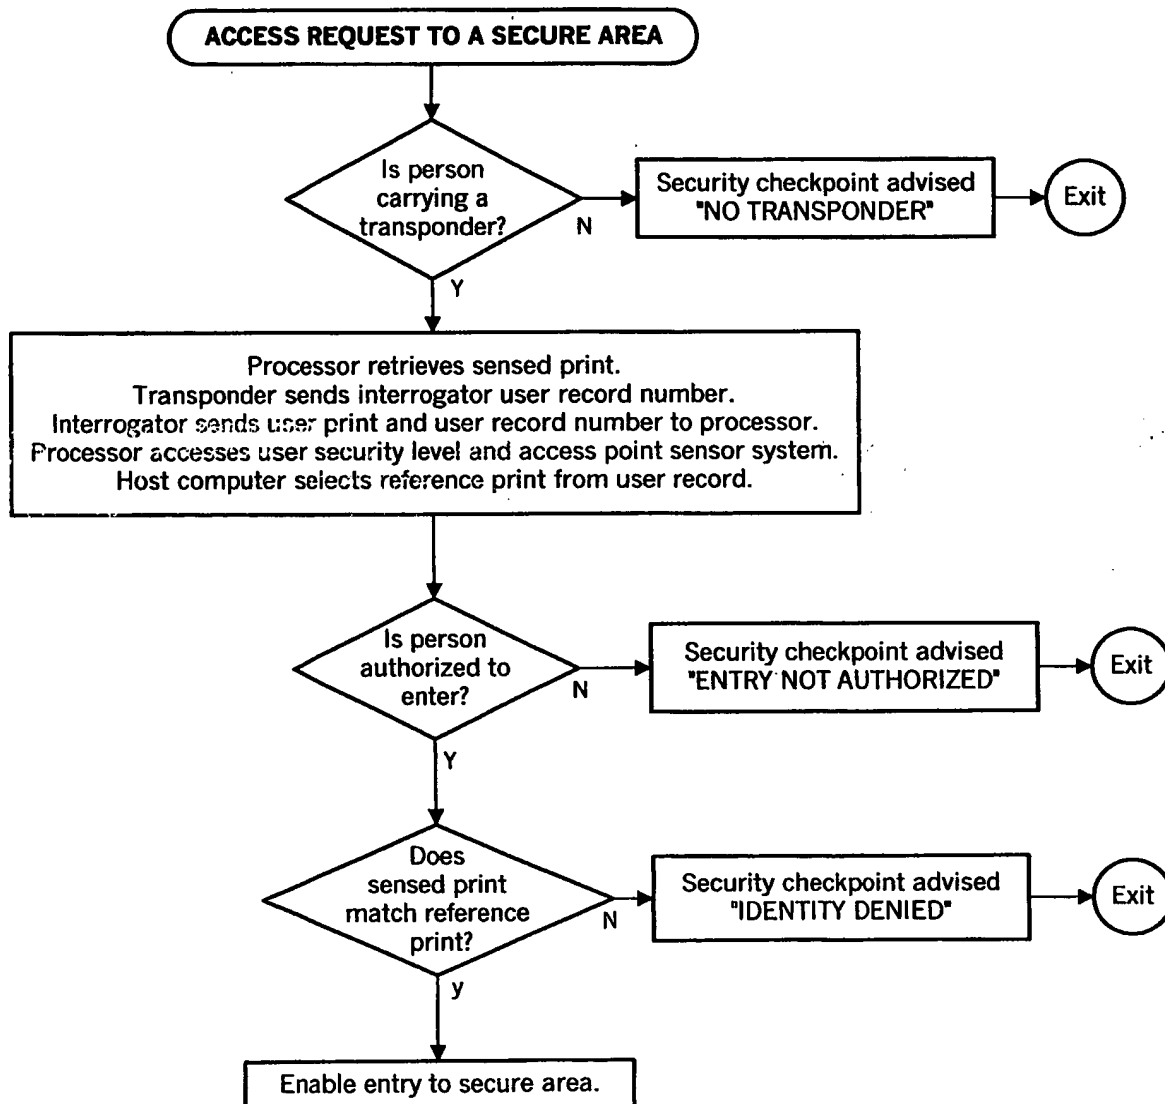 ACCESS REQUEST TO A SECURE AREA
Is person
carrying a
transponder?
N
Security checkpoint advised
"NO TRANSPONDER"
Exit
Y
Processor retrieves sensed print.
Transponder sends interrogator user record number.
Interrogator sends user print and user record number to processor.
Processor accesses user security level and access point sensor system.
Host computer selects reference print from user record.
Is person
authorized to
enter?
N
Security checkpoint advised
"ENTRY NOT AUTHORIZED"
Exit
Y
Does
sensed print
match reference
print?
N
Security checkpoint advised
"IDENTITY DENIED"
Exit
y
Enable entry to secure area.